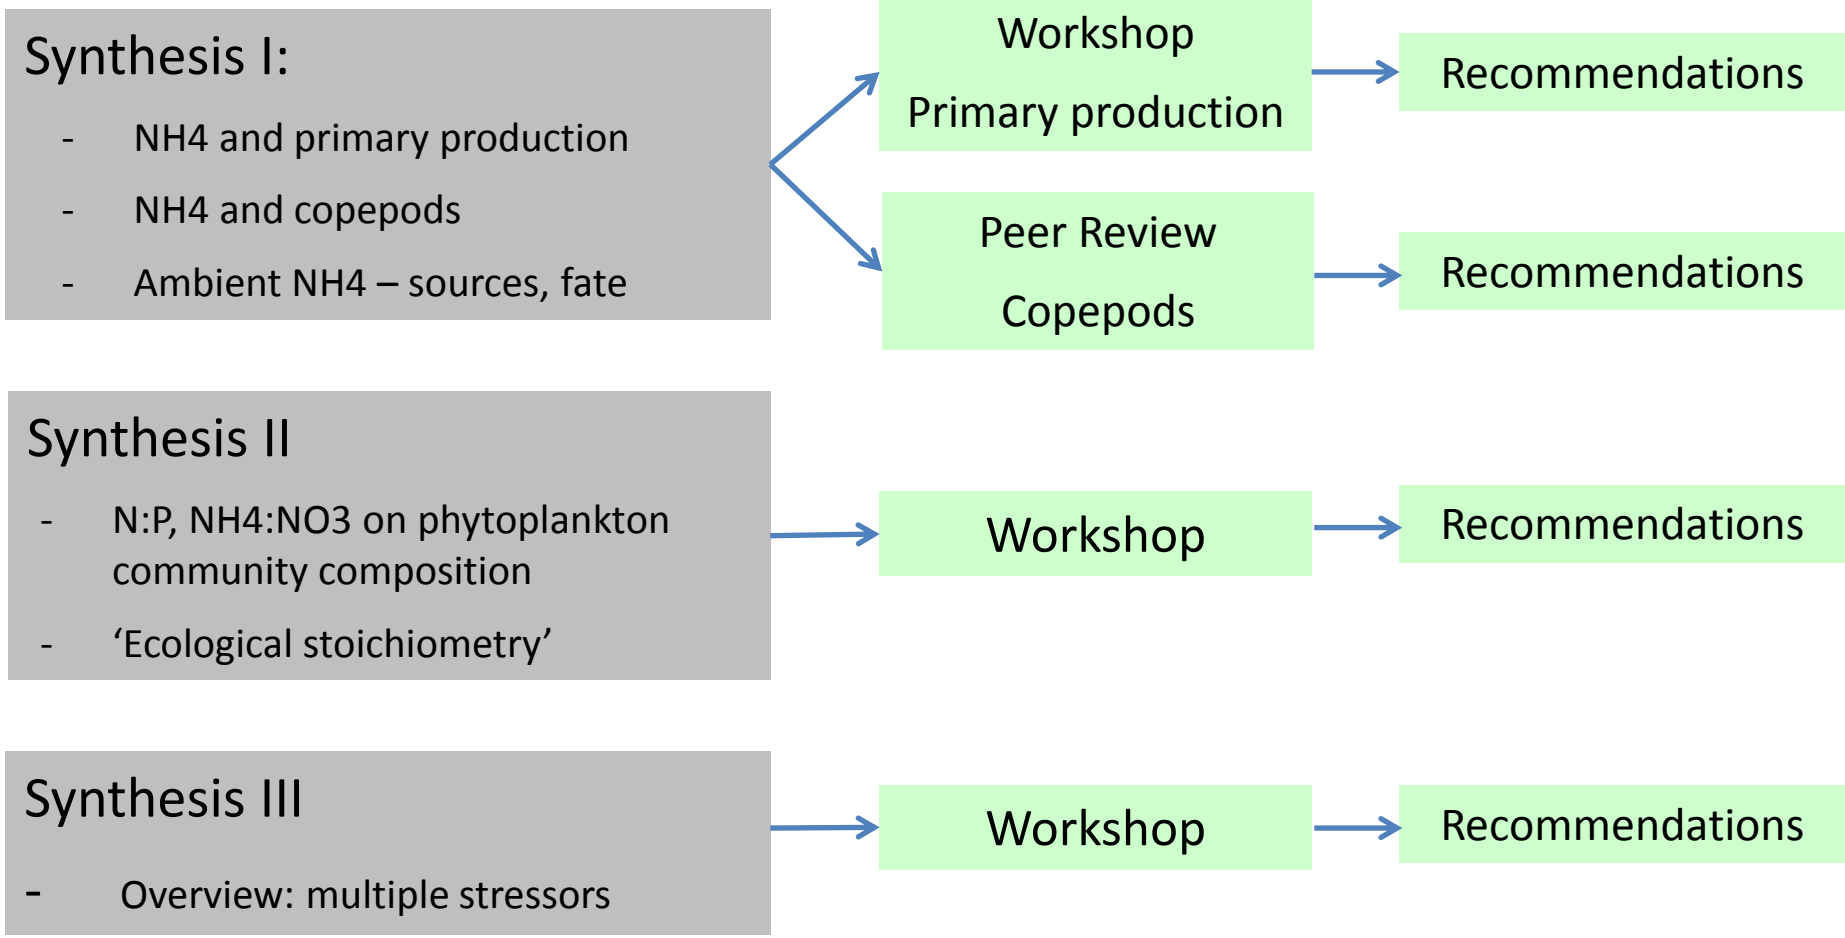 Synthesis I:
- NH4 and primary production
- NH4 and copepods
- Ambient NH4 – sources, fate
Workshop
Primary production
Recommendations
Peer Review
Copepods
Recommendations
Synthesis II
- N:P, NH4:NO3 on phytoplankton
community composition
- ‘Ecological stoichiometry’
Workshop
Recommendations
Synthesis III
- Overview: multiple stressors
Workshop
Recommendations